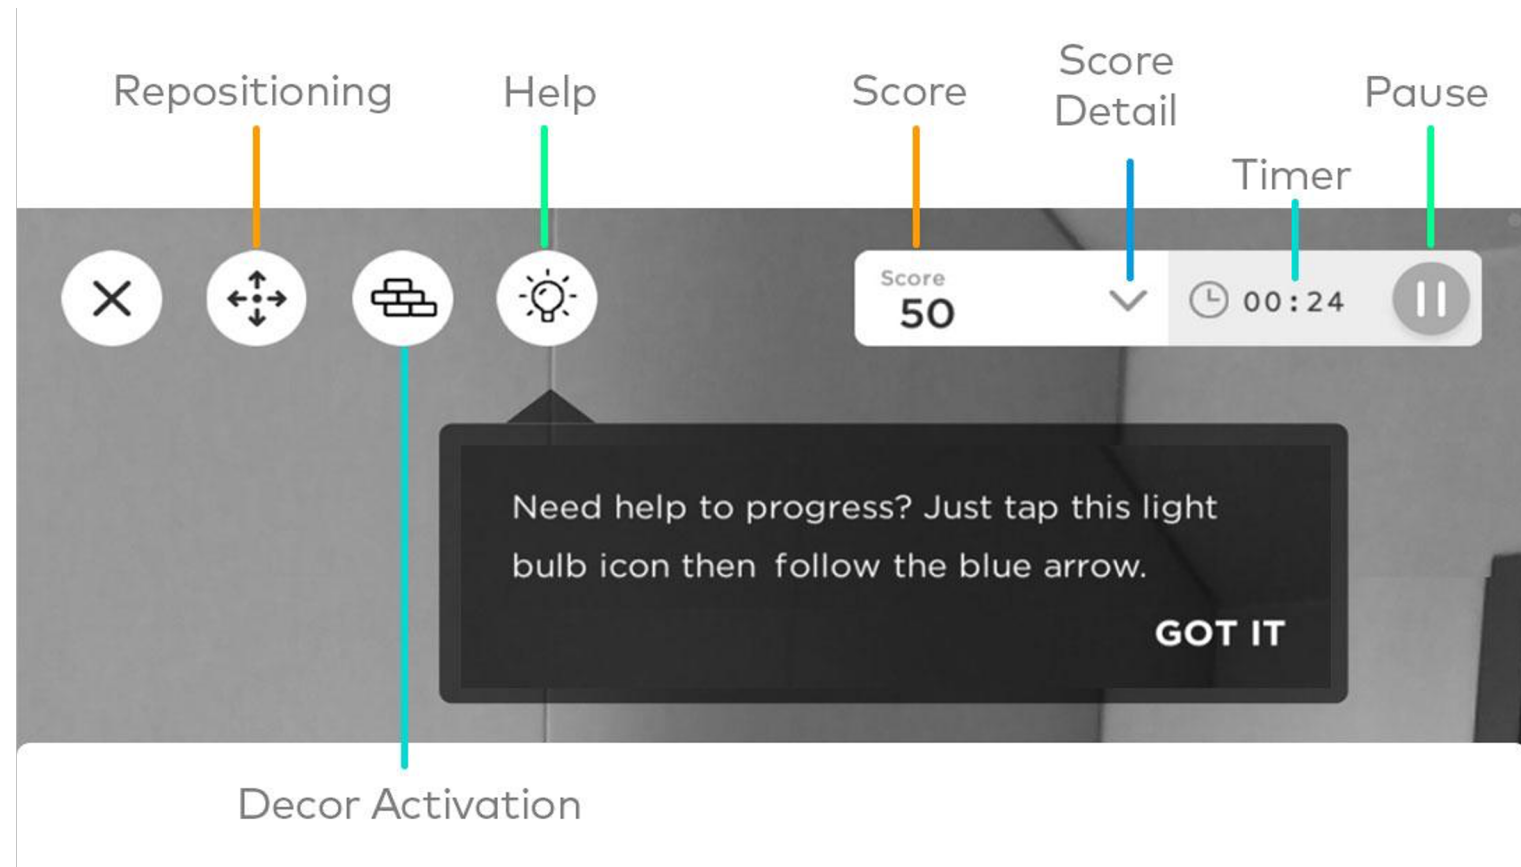 Repositioning
Help
Score
Score
Detail
Timer
Pause
Score
50
00:24
Need help to progress? Just tap this light
bulb icon then follow the blue arrow.
GOT IT
Decor Activation